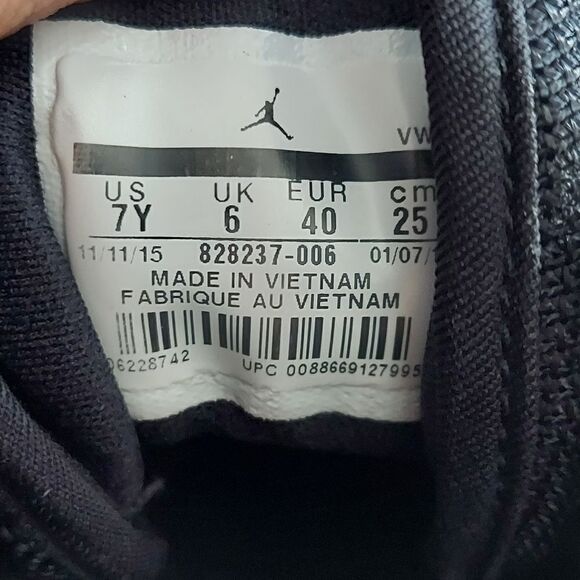 VW
US UK EUR cm
7Y 6 40 25
11/11/15 828237-006 01/07/
MADE IN VIETNAM
FABRIQUE AU VIETNAM
06228742 UPC 0088669127995